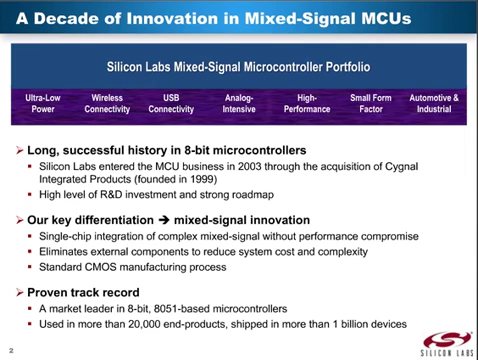 A Decade of Innovation in Mixed-Signal MCUs
Silicon Labs Mixed-Signal Microcontroller Portfolio
Ultra-Low Power
Wireless Connectivity
USB Connectivity
Analog-Intensive
High-Performance
Small Form Factor
Automotive & Industrial
➢ Long, successful history in 8-bit microcontrollers
▪ Silicon Labs entered the MCU business in 2003 through the acquisition of Cygnal
Integrated Products (founded in 1999)
▪ High level of R&D investment and strong roadmap
➢ Our key differentiation ➔ mixed-signal innovation
▪ Single-chip integration of complex mixed-signal without performance compromise
▪ Eliminates external components to reduce system cost and complexity
▪ Standard CMOS manufacturing process
➢ Proven track record
▪ A market leader in 8-bit, 8051-based microcontrollers
▪ Used in more than 20,000 end-products, shipped in more than 1 billion devices
2
SILICON LABS